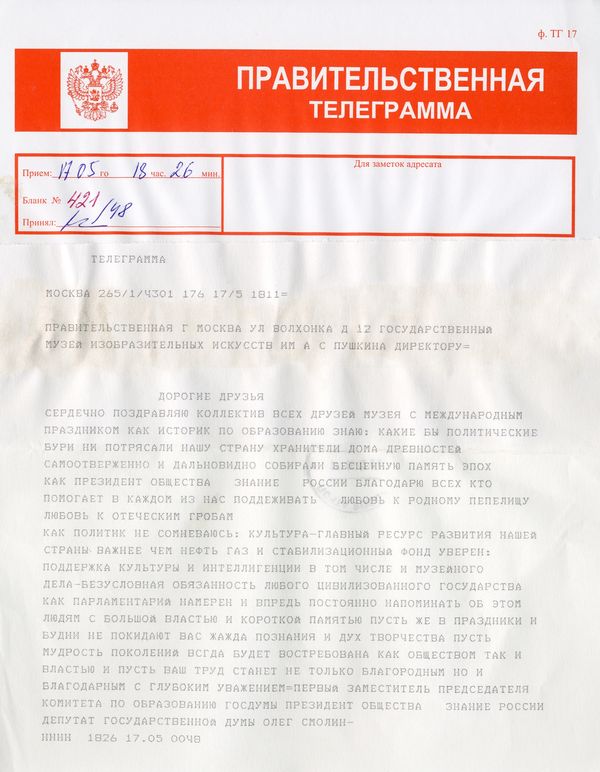 ф. ТГ 17
ПРАВИТЕЛЬСТВЕННАЯ
ТЕЛЕГРАММА
Прием: 17 05 го 18 час. 26 мин.
Для заметок адресата
Бланк № 421
Принял: /48
ТЕЛЕГРАММА
МОСКВА 265/1/4301 176 17/5 1811=
ПРАВИТЕЛЬСТВЕННАЯ Г МОСКВА УЛ ВОЛХОНКА Д 12 ГОСУДАРСТВЕННЫЙ
МУЗЕЙ ИЗОБРАЗИТЕЛЬНЫХ ИСКУССТВ ИМ А С ПУШКИНА ДИРЕКТОРУ=
ДОРОГИЕ ДРУЗЬЯ
СЕРДЕЧНО ПОЗДРАВЛЯЮ КОЛЛЕКТИВ ВСЕХ ДРУЗЕЙ МУЗЕЯ С МЕЖДУНАРОДНЫМ
ПРАЗДНИКОМ КАК ИСТОРИК ПО ОБРАЗОВАНИЮ ЗНАЮ: КАКИЕ БЫ ПОЛИТИЧЕСКИЕ
БУРИ НИ ПОТРЯСАЛИ НАШУ СТРАНУ ХРАНИТЕЛИ ДОМА ДРЕВНОСТЕЙ
САМООТВЕРЖЕННО И ДАЛЬНОВИДНО СОБИРАЛИ БЕСЦЕННУЮ ПАМЯТЬ ЭПОХ
КАК ПРЕЗИДЕНТ ОБЩЕСТВА ЗНАНИЕ РОССИИ БЛАГОДАРЮ ВСЕХ КТО
ПОМОГАЕТ В КАЖДОМ ИЗ НАС ПОДДЕЖИВАТЬ ЛЮБОВЬ К РОДНОМУ ПЕПЕЛИЩУ
ЛЮБОВЬ К ОТЕЧЕСКИМ ГРОБАМ
КАК ПОЛИТИК НЕ СОМНЕВАЮСЬ: КУЛЬТУРА-ГЛАВНЫЙ РЕСУРС РАЗВИТИЯ НАШЕЙ
СТРАНЫ ВАЖНЕЕ ЧЕМ НЕФТЬ ГАЗ И СТАБИЛИЗАЦИОННЫЙ ФОНД УВЕРЕН:
ПОДДЕРЖКА КУЛЬТУРЫ И ИНТЕЛЛИГЕНЦИИ В ТОМ ЧИСЛЕ И МУЗЕЙНОГО
ДЕЛА-БЕЗУСЛОВНАЯ ОБЯЗАННОСТЬ ЛЮБОГО ЦИВИЛИЗОВАННОГО ГОСУДАРСТВА
КАК ПАРЛАМЕНТАРИЙ НАМЕРЕН И ВПРЕДЬ ПОСТОЯННО НАПОМИНАТЬ ОБ ЭТОМ
ЛЮДЯМ С БОЛЬШОЙ ВЛАСТЬЮ И КОРОТКОЙ ПАМЯТЬЮ ПУСТЬ ЖЕ В ПРАЗДНИКИ И
БУДНИ НЕ ПОКИДАЮТ ВАС ЖАЖДА ПОЗНАНИЯ И ДУХ ТВОРЧЕСТВА ПУСТЬ
МУДРОСТЬ ПОКОЛЕНИЙ ВСГДА БУДЕТ ВОСТРЕБОВАНА КАК ОБЩЕСТВОМ ТАК И
ВЛАСТЬЮ И ПУСТЬ ВАШ ТРУД СТАНЕТ НЕ ТОЛЬКО БЛАГОРОДНЫМ НО И
БЛАГОДАРНЫМ С ГЛУБОКИМ УВАЖЕНИЕМ=ПЕРВЫЙ ЗАМЕСТИТЕЛЬ ПРЕДСЕДАТЕЛЯ
КОМИТЕТА ПО ОБРАЗОВАНИЮ ГОСДУМЫ ПРЕЗИДЕНТ ОБЩЕСТВА ЗНАНИЕ РОССИИ
ДЕПУТАТ ГОСУДАРСТВЕННОЙ ДУМЫ ОЛЕГ СМОЛИН-
НННН 1826 17.05 0048